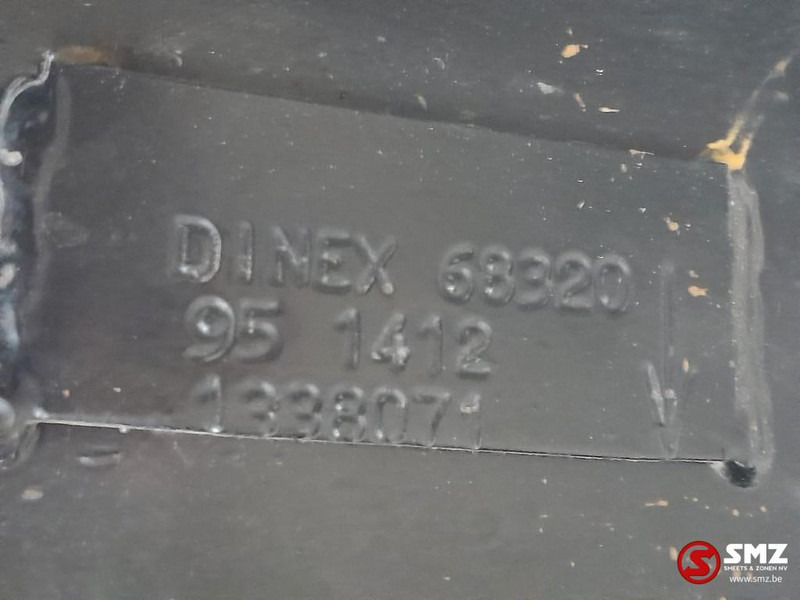 DINEX 68320
95 1412
1338071
SMZ
SMEETS & ZONEN NV
www.smz.be